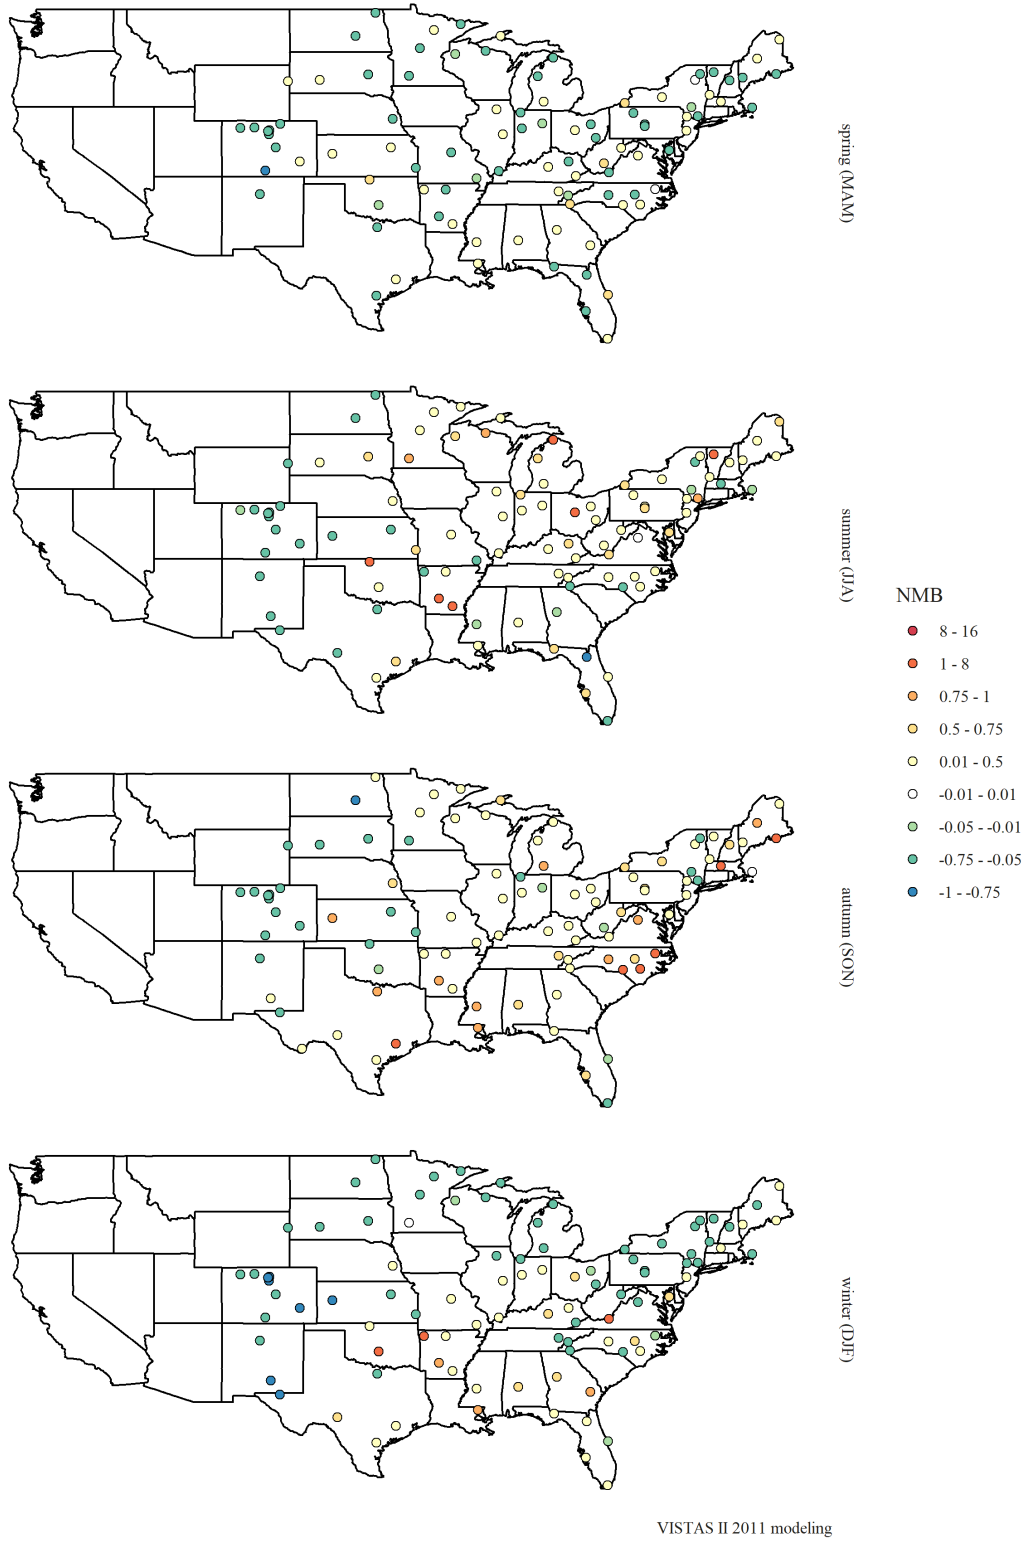 spring (MAM)
summer (JJA)
NMB
8 - 16
1 - 8
0.75 - 1
0.5 - 0.75
0.01 - 0.5
-0.01 - 0.01
-0.05 - -0.01
-0.75 - -0.05
-1 - -0.75
autumn (SON)
winter (DJF)
VISTAS II 2011 modeling